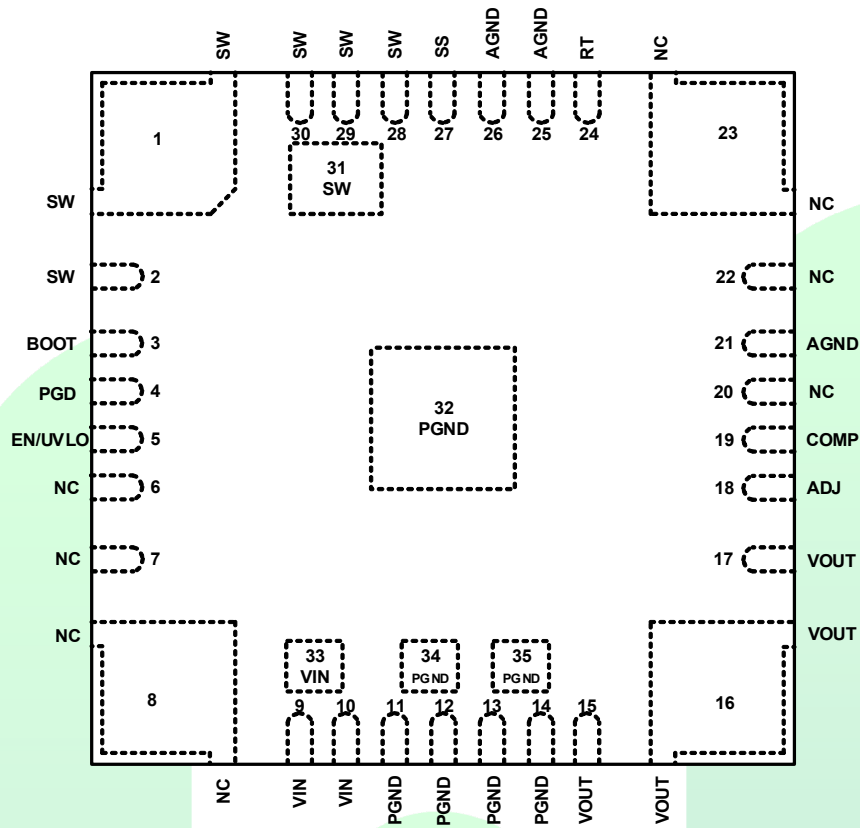 SW SW SW SW SS AGND AGND RT NC
30 29 28 27 26 25 24
1
23
31
SW
SW
NC
SW 2
22 NC
BOOT 3
21 AGND
PGD 4
20 NC
EN/UVLO 5
19 COMP
32
PGND
NC 6
18 ADJ
NC 7
17 VOUT
NC
VOUT
33
VIN
34
PGND
35
PGND
8
16
9 10 11 12 13 14 15
NC VIN VIN PGND PGND PGND PGND VOUT VOUT